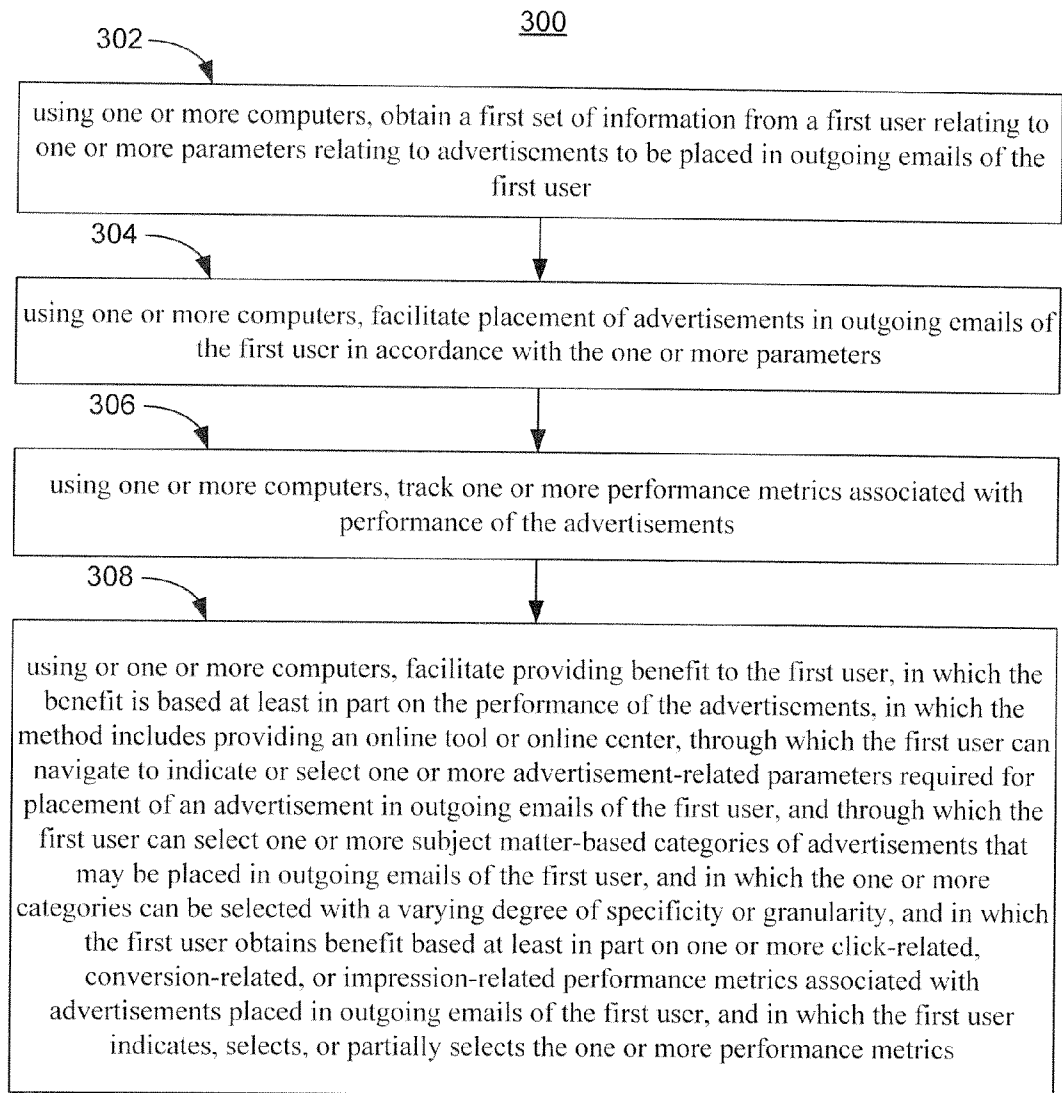 300
302
using one or more computers, obtain a first set of information from a first user relating to
one or more parameters relating to advertisements to be placed in outgoing emails of the
first user
304
using one or more computers, facilitate placement of advertisements in outgoing emails of
the first user in accordance with the one or more parameters
306
using one or more computers, track one or more performance metrics associated with
performance of the advertisements
308
using or one or more computers, facilitate providing benefit to the first user, in which the
benefit is based at least in part on the performance of the advertisements, in which the
method includes providing an online tool or online center, through which the first user can
navigate to indicate or select one or more advertisement-related parameters required for
placement of an advertisement in outgoing emails of the first user, and through which the
first user can select one or more subject matter-based categories of advertisements that
may be placed in outgoing emails of the first user, and in which the one or more
categories can be selected with a varying degree of specificity or granularity, and in which
the first user obtains benefit based at least in part on one or more click-related,
conversion-related, or impression-related performance metrics associated with
advertisements placed in outgoing emails of the first user, and in which the first user
indicates, selects, or partially selects the one or more performance metrics